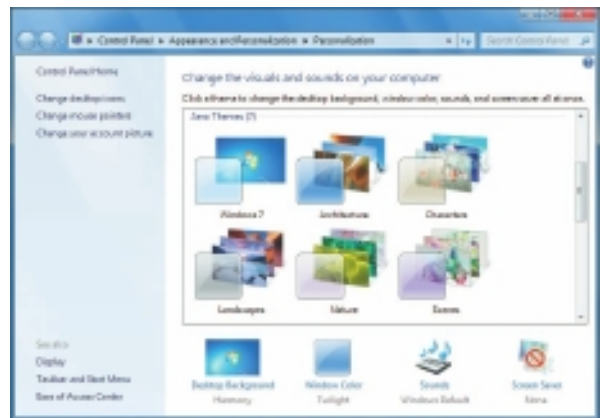 Control Panel Appearance and Personalization Personalization
Search Control Panel
Control Panel Home
Change desktop icons
Change mouse pointers
Change your account picture
Change the visuals and sounds on your computer
Click a theme to change the desktop background, window color, sounds, and screen saver all at once.
Aero Themes (7)
Windows 7 Architecture Characters
Landscapes Nature Scenes
See also
Display
Taskbar and Start Menu
Ease of Access Center
Desktop Background Window Color Sounds Screen Saver
Harmony Twilight Windows Default None